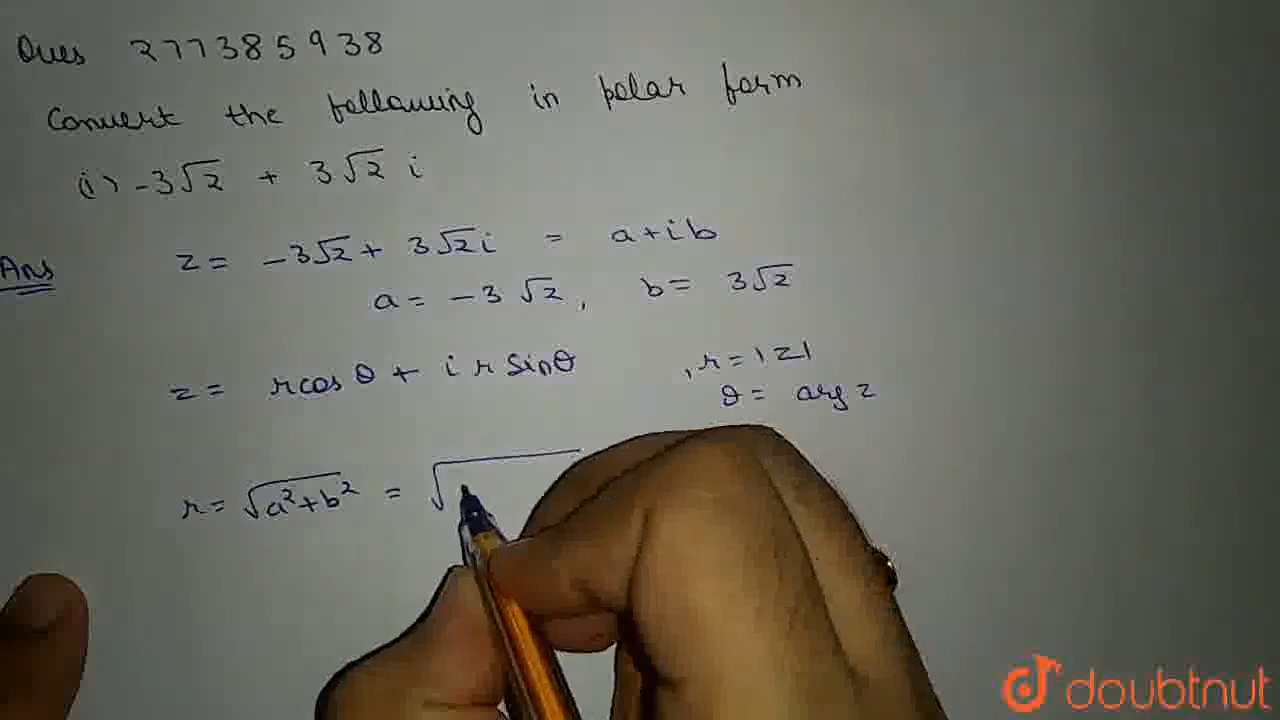 Ques 277385938
Convert the following in polar form
(i) -3√2 + 3√2 i
Ans z = -3√2 + 3√2 i = a+ib
a = -3√2, b = 3√2
z = r cos θ + i r sin θ , r = |z|
θ = arg z
r = √a²+b² = √
doubtnut